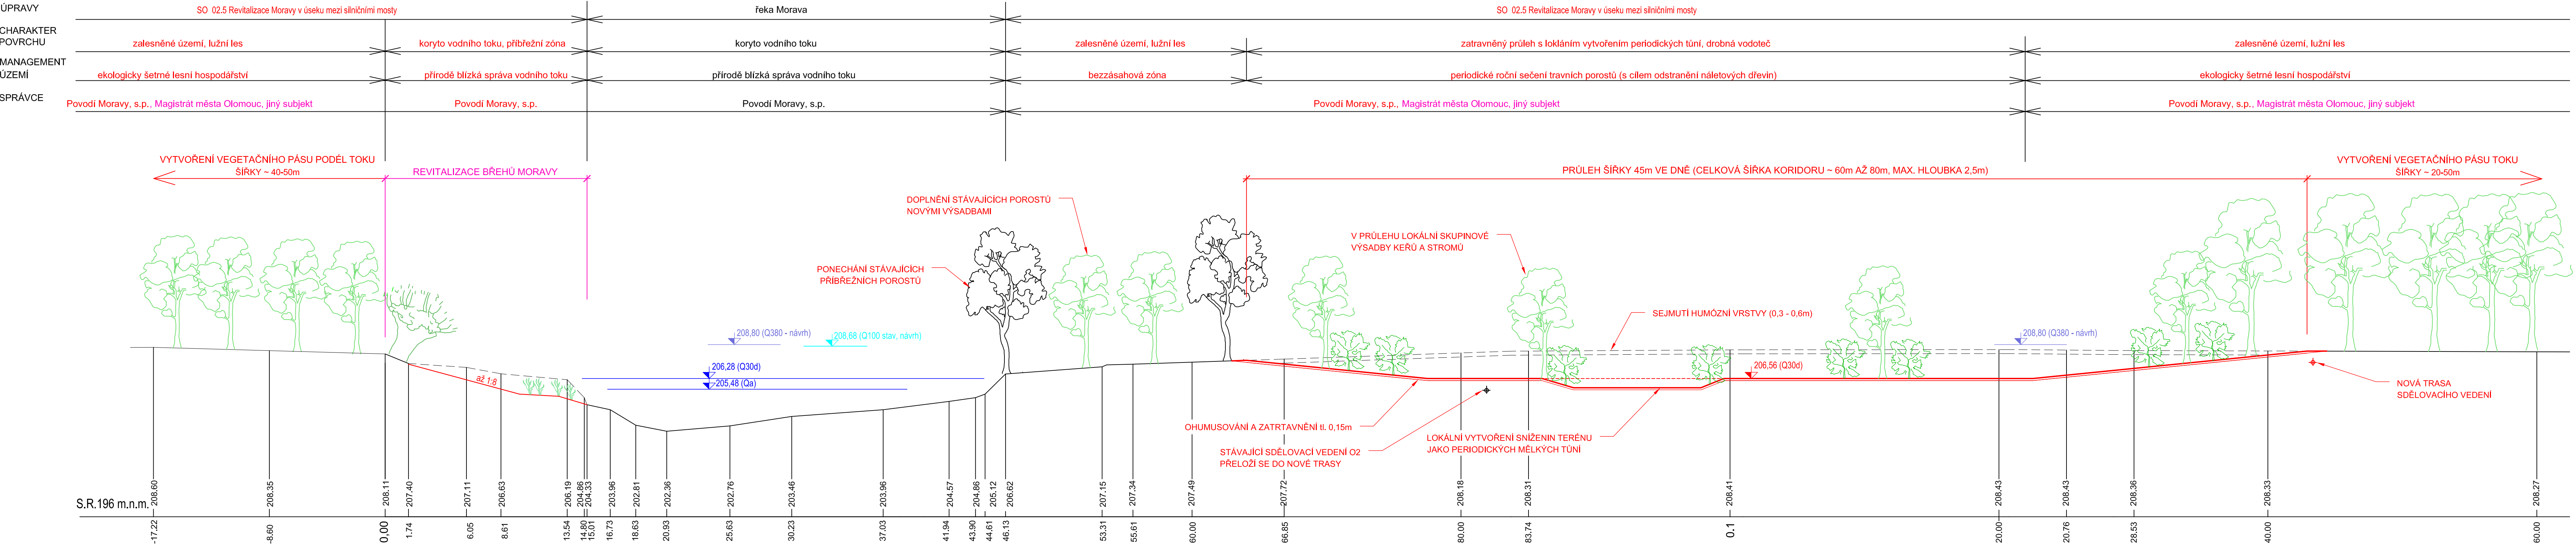 ÚPRAVY
SO 02.5 Revitalizace Moravy v úseku mezi silničními mosty
řeka Morava
SO 02.5 Revitalizace Moravy v úseku mezi silničními mosty
CHARAKTER
POVRCHU
zalesněné území, lužní les
koryto vodního toku, příbřežní zóna
koryto vodního toku
zalesněné území, lužní les
zatravněný průleh s lokláním vytvořením periodických tůní, drobná vodoteč
zalesněné území, lužní les
MANAGEMENT
ÚZEMÍ
ekologicky šetrné lesní hospodářství
přírodě blízká správa vodního toku
přírodě blízká správa vodního toku
bezzásahová zóna
periodické roční sečení travních porostů (s cílem odstranění náletových dřevin)
ekologicky šetrné lesní hospodářství
SPRÁVCE
Povodí Moravy, s.p., Magistrát města Olomouc, jiný subjekt
Povodí Moravy, s.p.
Povodí Moravy, s.p.
Povodí Moravy, s.p., Magistrát města Olomouc, jiný subjekt
Povodí Moravy, s.p., Magistrát města Olomouc, jiný subjekt
VYTVOŘENÍ VEGETAČNÍHO PÁSU PODÉL TOKU
ŠÍŘKY ~ 40-50m
REVITALIZACE BŘEHŮ MORAVY
PRŮLEH ŠÍŘKY 45m VE DNĚ (CELKOVÁ ŠÍŘKA KORIDORU ~ 60m AŽ 80m, MAX. HLOUBKA 2,5m)
VYTVOŘENÍ VEGETAČNÍHO PÁSU TOKU
ŠÍŘKY ~ 20-50m
DOPLNĚNÍ STÁVAJÍCÍCH POROSTŮ
NOVÝMI VÝSADBAMI
PONECHÁNÍ STÁVAJÍCÍCH
PŘÍBŘEŽNÍCH POROSTŮ
V PRŮLEHU LOKÁLNÍ SKUPINOVÉ
VÝSADBY KEŘŮ A STROMŮ
SEJMUTÍ HUMÓZNÍ VRSTVY (0,3 - 0,6m)
208,80 (Q380 - návrh)
208,68 (Q100 stav, návrh)
208,80 (Q380 - návrh)
206,28 (Q30d)
205,48 (Qa)
206,56 (Q30d)
až 1:8
NOVÁ TRASA
SDĚLOVACÍHO VEDENÍ
OHUMUSOVÁNÍ A ZATRTAVNĚNÍ tl. 0,15m
LOKÁLNÍ VYTVOŘENÍ SNÍŽENIN TERÉNU
JAKO PERIODICKÝCH MĚLKÝCH TŮNÍ
STÁVAJÍCÍ SDĚLOVACÍ VEDENÍ O2
PŘELOŽÍ SE DO NOVÉ TRASY
S.R.196 m.n.m.
208.60
208.35
208.11
207.40
207.11
206.63
206.19
204.86
204.33
203.96
202.81
202.36
202.76
203.46
203.96
204.57
204.86
205.12
206.62
207.15
207.34
207.49
207.72
208.18
208.31
208.41
208.43
208.43
208.36
208.33
208.27
-17.22
-8.60
0,00
1.74
6.05
8.61
13.54
14.80
15.01
16.73
18.63
20.93
25.63
30.23
37.03
41.94
43.90
44.61
46.13
53.31
55.61
60.00
66.85
80.00
83.74
0.1
20.00
20.76
28.53
40.00
60.00